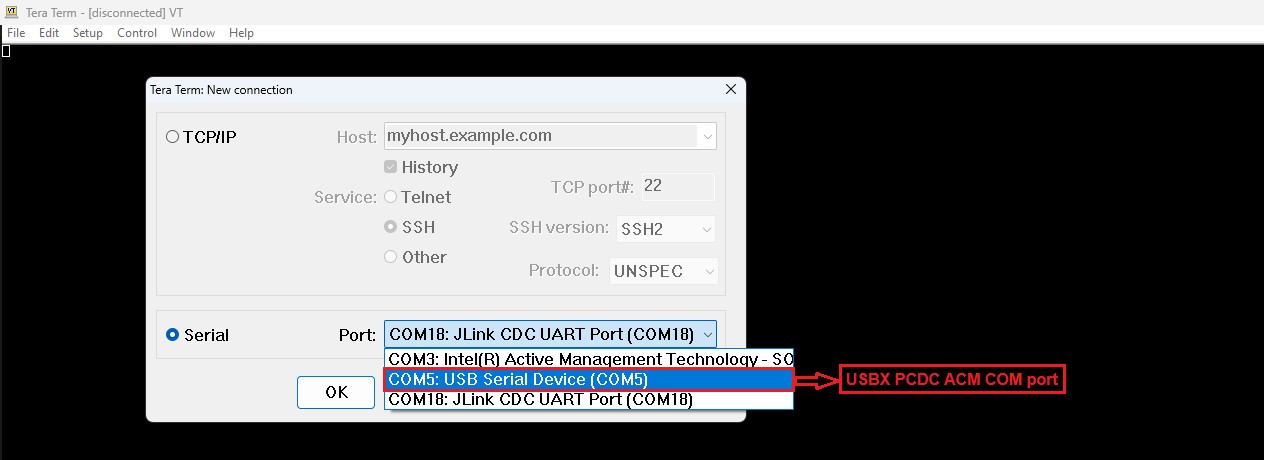 Tera Term - [disconnected] VT
File Edit Setup Control Window Help
Tera Term: New connection
TCP/IP Host: myhost.example.com
History
Service: Telnet TCP port#: 22
SSH SSH version: SSH2
Other Protocol: UNSPEC
Serial Port: COM18: JLink CDC UART Port (COM18)
COM3: Intel(R) Active Management Technology - SO
COM5: USB Serial Device (COM5) USBX PCDC ACM COM port
OK COM18: JLink CDC UART Port (COM18)